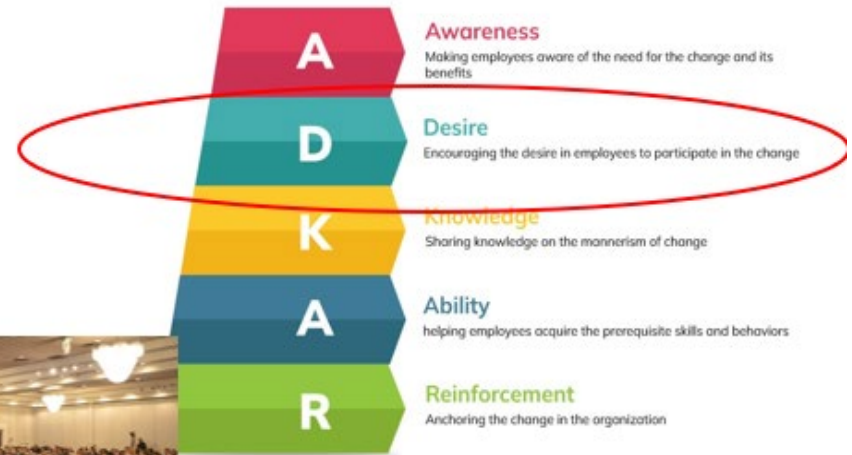 A
Awareness
Making employees aware of the need for the change and its
benefits
D
Desire
Encouraging the desire in employees to participate in the change
K
Knowledge
Sharing knowledge on the mannerism of change
A
Ability
helping employees acquire the prerequisite skills and behaviors
R
Reinforcement
Anchoring the change in the organization